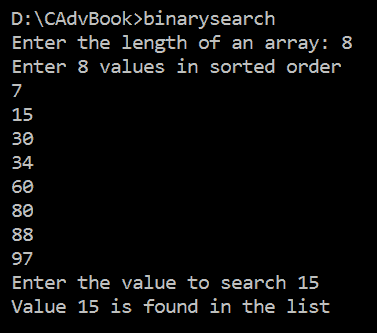 D:\CAdvBook>binarysearch
Enter the length of an array: 8
Enter 8 values in sorted order
7
15
30
34
60
80
88
97
Enter the value to search 15
Value 15 is found in the list